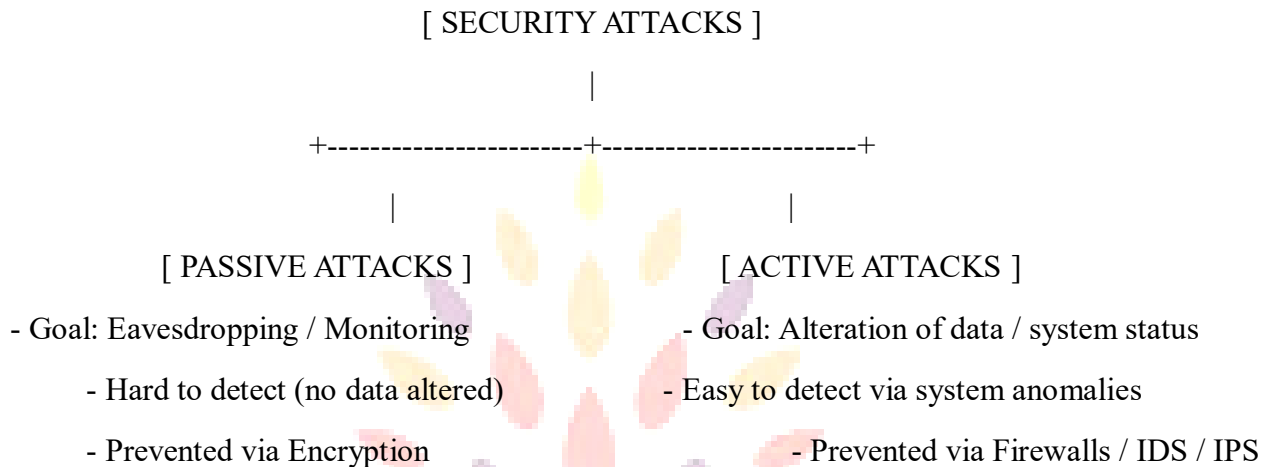 [ SECURITY ATTACKS ]
|
+------------------------+------------------------+
| |
[ PASSIVE ATTACKS ] [ ACTIVE ATTACKS ]
- Goal: Eavesdropping / Monitoring - Goal: Alteration of data / system status
- Hard to detect (no data altered) - Easy to detect via system anomalies
- Prevented via Encryption - Prevented via Firewalls / IDS / IPS